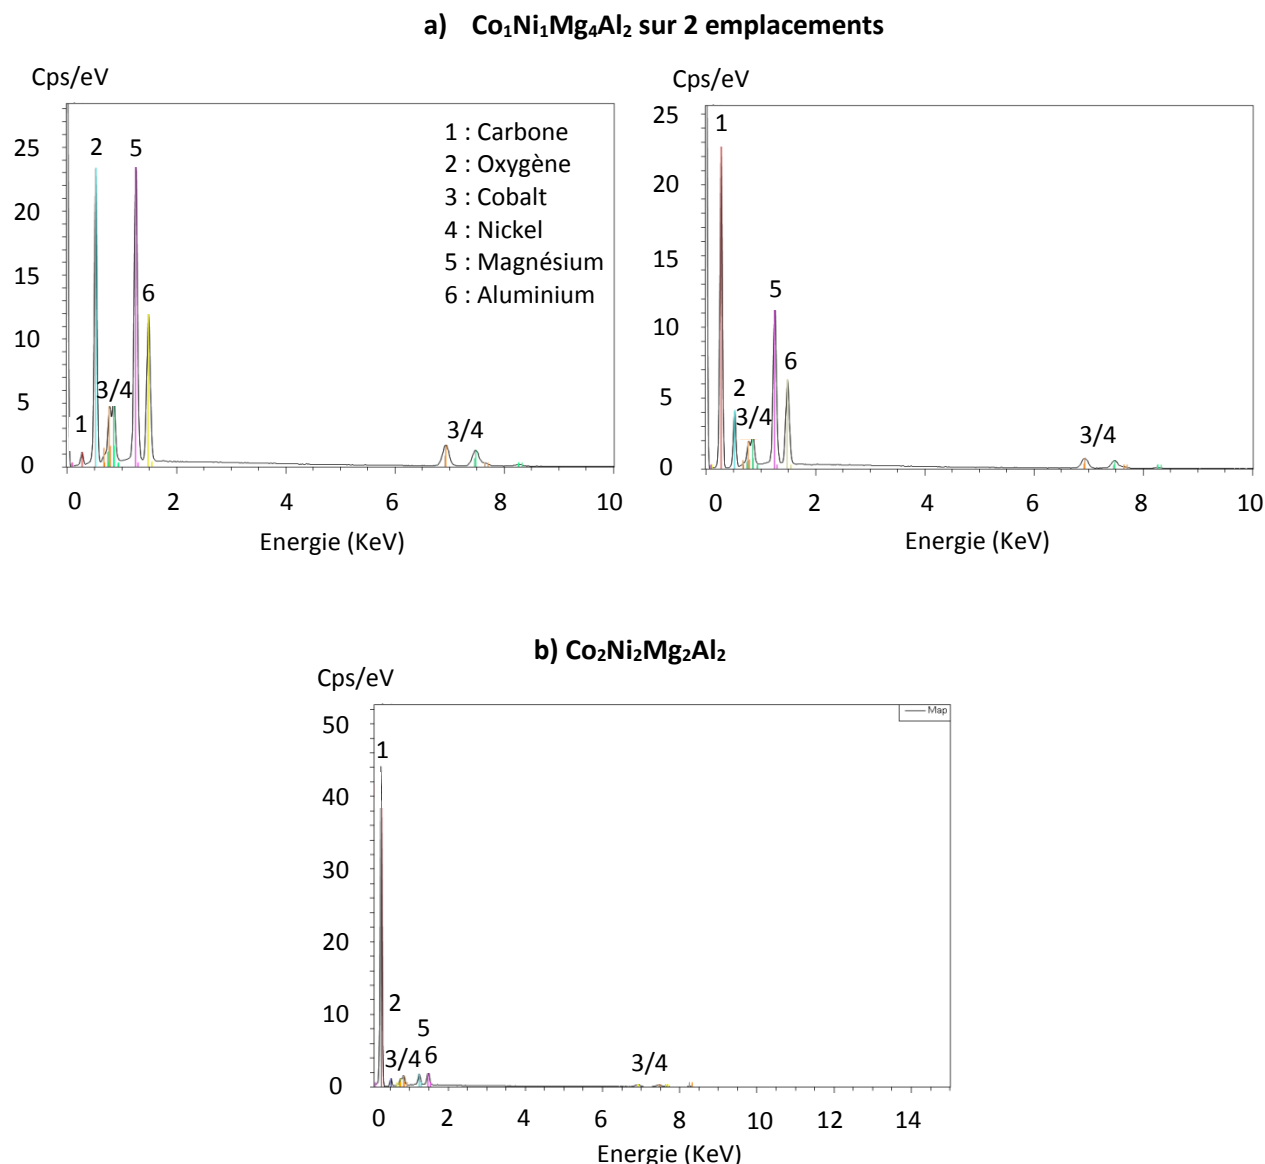 a) Co₁Ni₁Mg₄Al₂ sur 2 emplacements
Cps/eV
25
20
15
10
5
0
2
5
6
3/4
1
3/4
1 : Carbone
2 : Oxygène
3 : Cobalt
4 : Nickel
5 : Magnésium
6 : Aluminium
0 2 4 6 8 10
Energie (KeV)
Cps/eV
25
20
15
10
5
0
1
5
6
2
3/4
3/4
0 2 4 6 8 10
Energie (KeV)
b) Co₂Ni₂Mg₂Al₂
Cps/eV
50
40
30
20
10
0
Map
1
2
5
3/4 6
3/4
0 2 4 6 8 10 12 14
Energie (KeV)